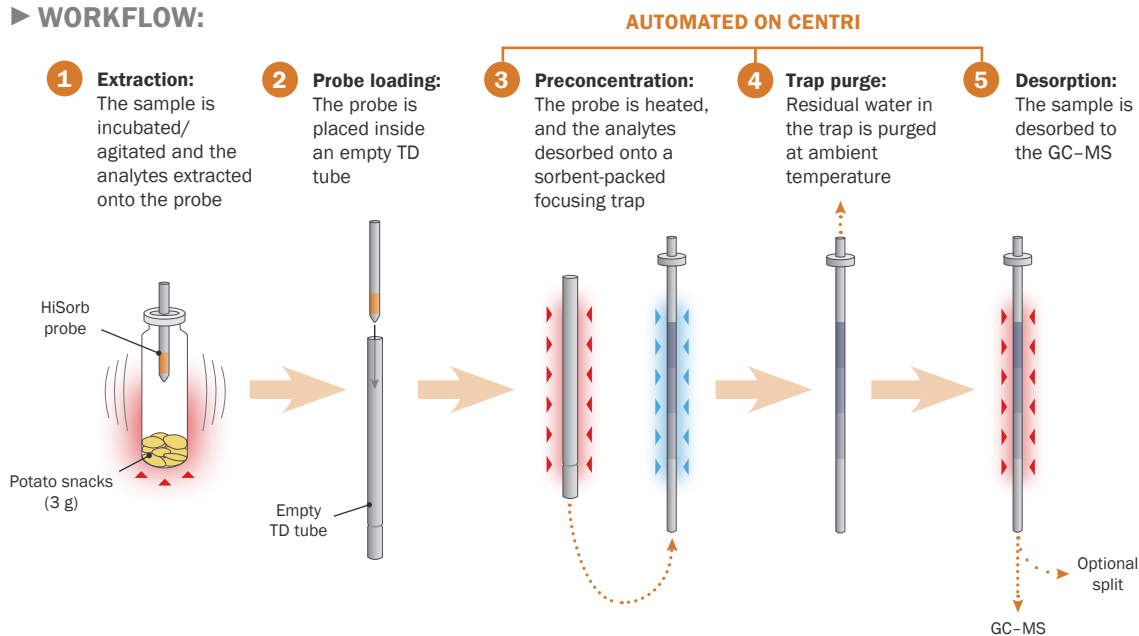 ► WORKFLOW:
AUTOMATED ON CENTRI
1
Extraction:
The sample is
incubated/
agitated and the
analytes extracted
onto the probe
2
Probe loading:
The probe is
placed inside
an empty TD
tube
3
Preconcentration:
The probe is heated,
and the analytes
desorbed onto a
sorbent-packed
focusing trap
4
Trap purge:
Residual water in
the trap is purged
at ambient
temperature
5
Desorption:
The sample is
desorbed to
the GC–MS
HiSorb
probe
Potato snacks
(3 g)
Empty
TD tube
Optional
split
GC–MS